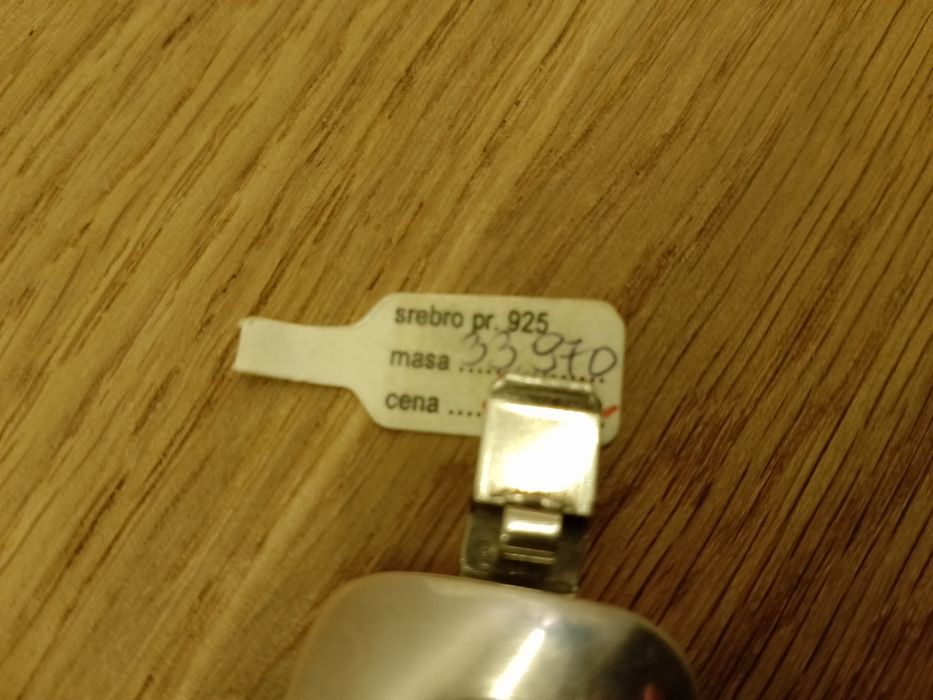 srebro pr. 925
masa 33,970
cena ....